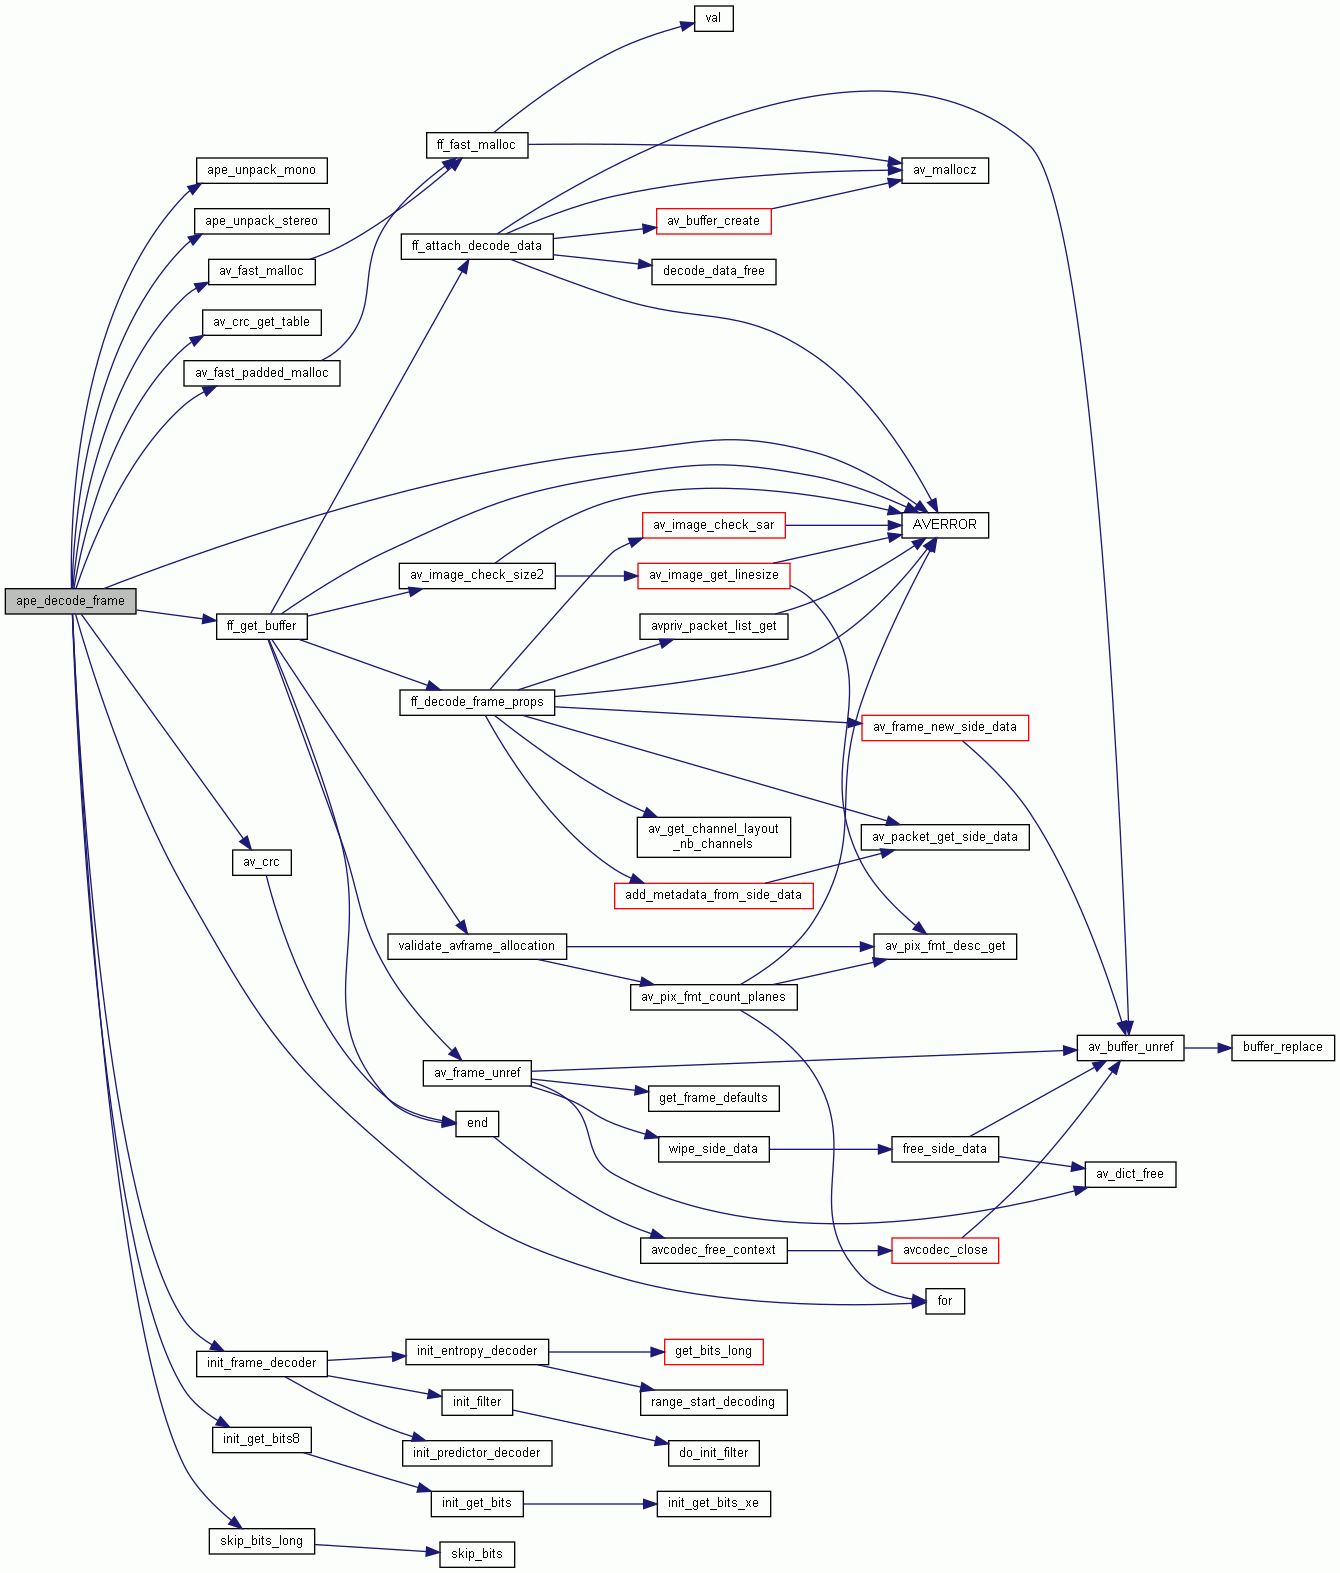 val
ff_fast_malloc
ape_unpack_mono
av_mallocz
ape_unpack_stereo
av_buffer_create
ff_attach_decode_data
av_fast_malloc
decode_data_free
av_crc_get_table
av_fast_padded_malloc
av_image_check_sar
AVERROR
av_image_check_size2
av_image_get_linesize
ape_decode_frame
ff_get_buffer
avpriv_packet_list_get
ff_decode_frame_props
av_frame_new_side_data
av_get_channel_layout
_nb_channels
av_packet_get_side_data
av_crc
add_metadata_from_side_data
validate_avframe_allocation
av_pix_fmt_desc_get
av_pix_fmt_count_planes
av_buffer_unref
buffer_replace
av_frame_unref
get_frame_defaults
end
wipe_side_data
free_side_data
av_dict_free
avcodec_free_context
avcodec_close
for
init_frame_decoder
init_entropy_decoder
get_bits_long
init_filter
range_start_decoding
init_get_bits8
init_predictor_decoder
do_init_filter
init_get_bits
init_get_bits_xe
skip_bits_long
skip_bits